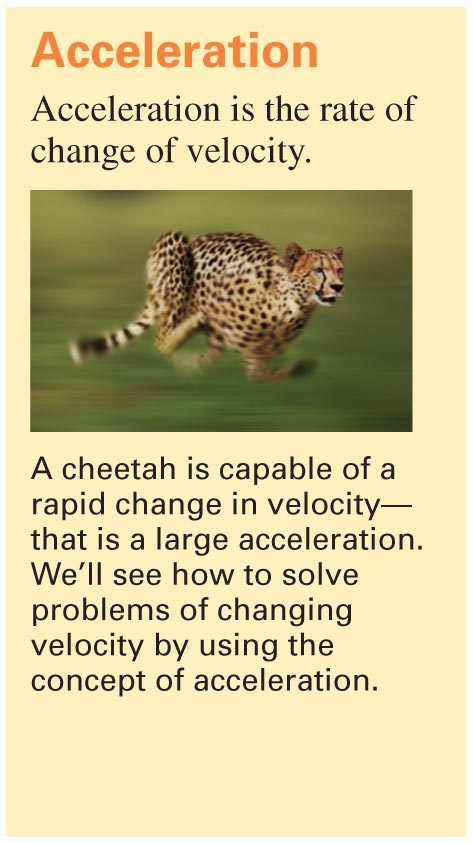 Acceleration
Acceleration is the rate of
change of velocity.
A cheetah is capable of a
rapid change in velocity—
that is a large acceleration.
We’ll see how to solve
problems of changing
velocity by using the
concept of acceleration.